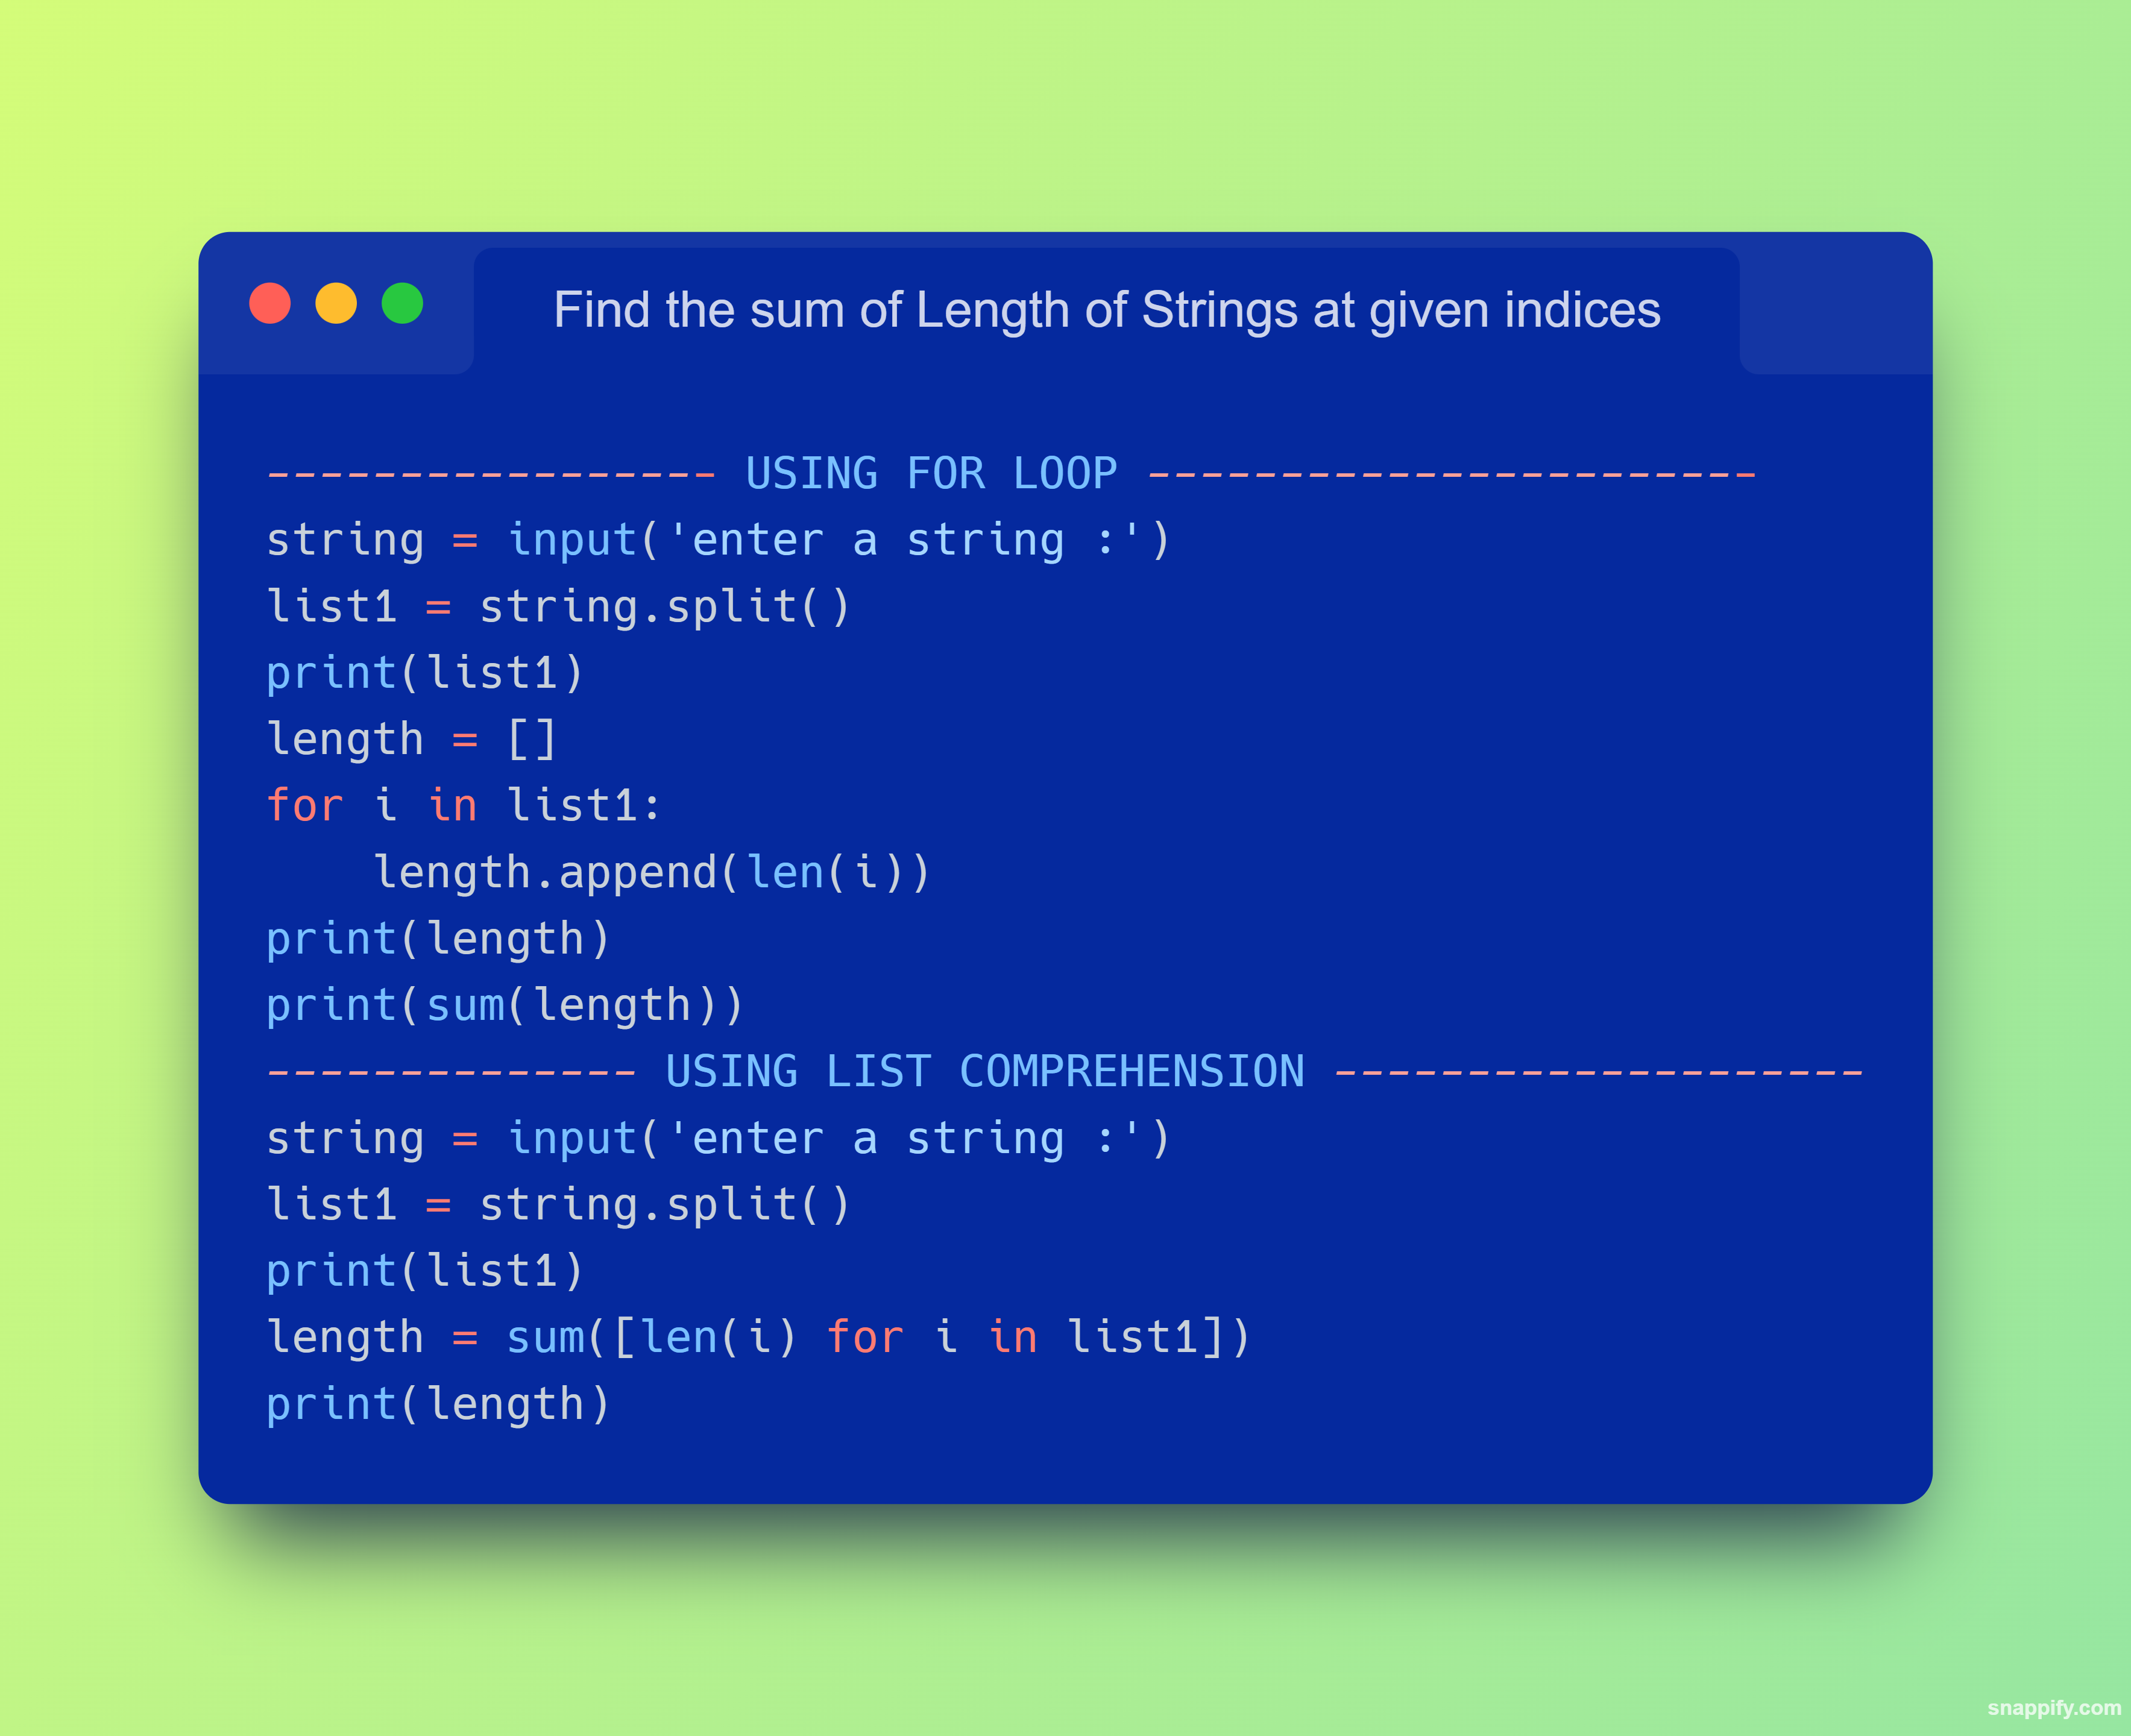 Find the sum of Length of Strings at given indices
----------------- USING FOR LOOP -----------------------
string = input('enter a string :')
list1 = string.split()
print(list1)
length = []
for i in list1:
    length.append(len(i))
print(length)
print(sum(length))
-------------- USING LIST COMPREHENSION --------------------
string = input('enter a string :')
list1 = string.split()
print(list1)
length = sum([len(i) for i in list1])
print(length)
snappify.com